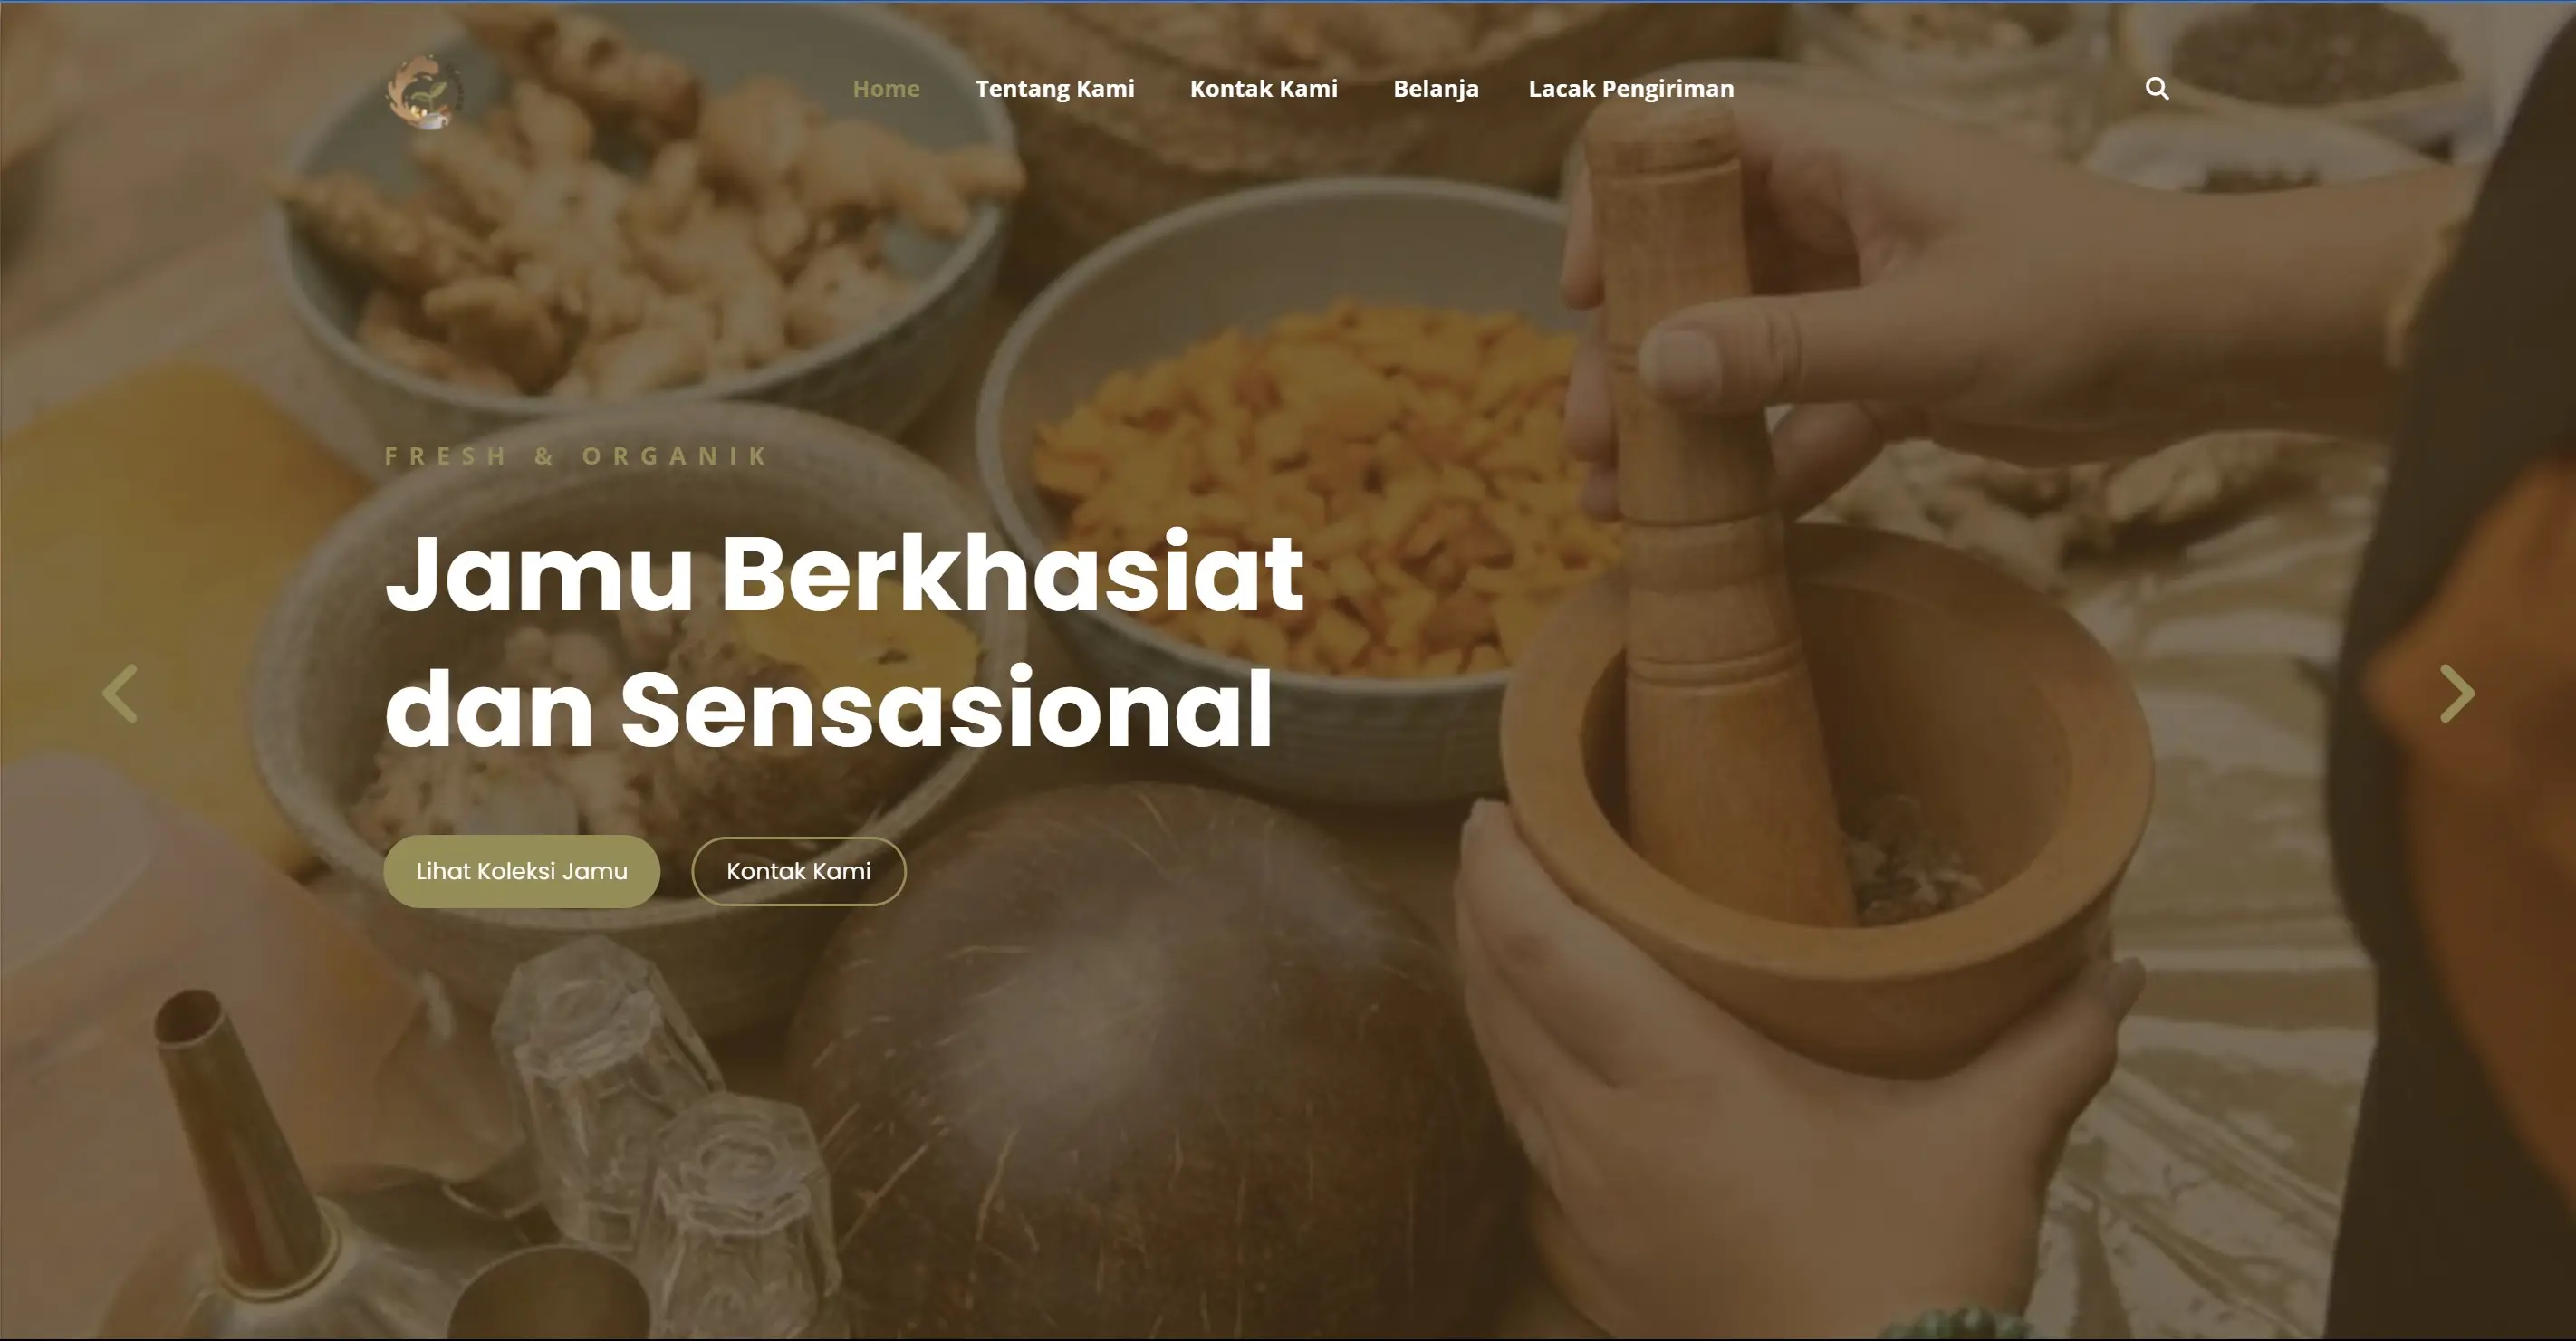 Home Tentang Kami Kontak Kami Belanja Lacak Pengiriman
FRESH & ORGANIK
Jamu Berkhasiat
dan Sensasional
Lihat Koleksi Jamu Kontak Kami